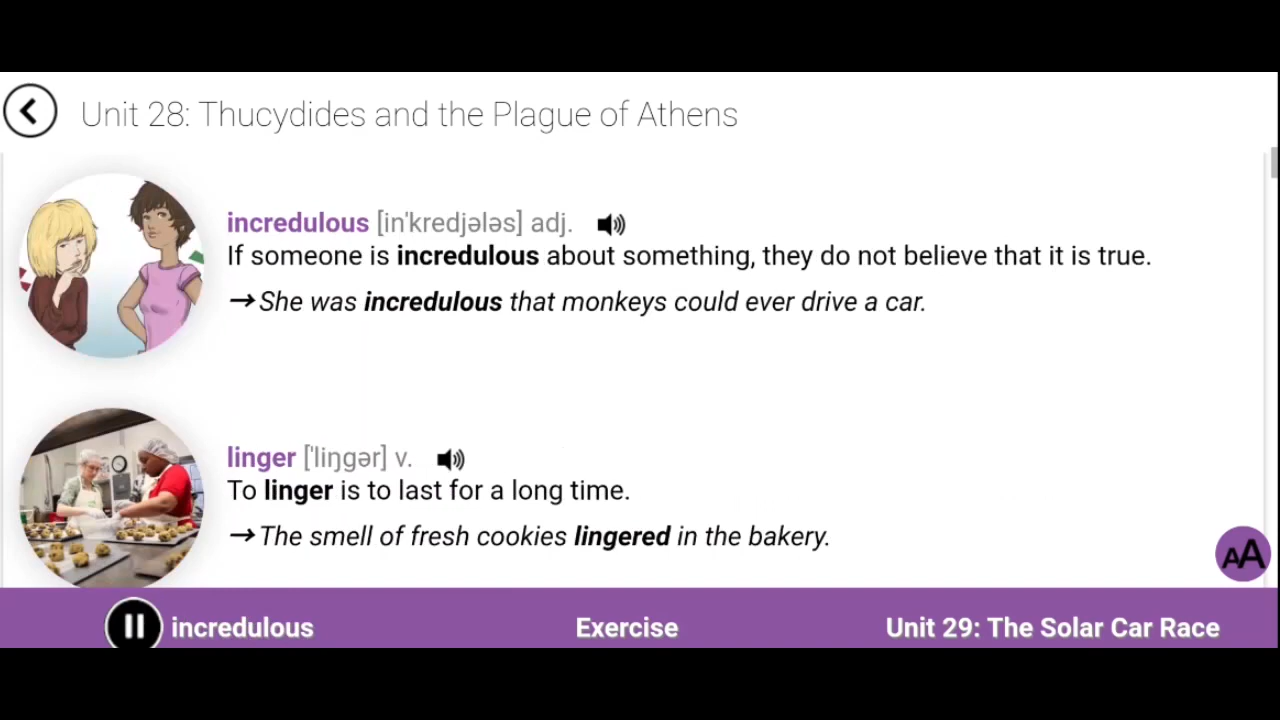 Unit 28: Thucydides and the Plague of Athens
incredulous [in'kredjələs] adj.
If someone is incredulous about something, they do not believe that it is true.
→ She was incredulous that monkeys could ever drive a car.
linger ['liŋgər] v.
To linger is to last for a long time.
→ The smell of fresh cookies lingered in the bakery.
AA
incredulous Exercise Unit 29: The Solar Car Race